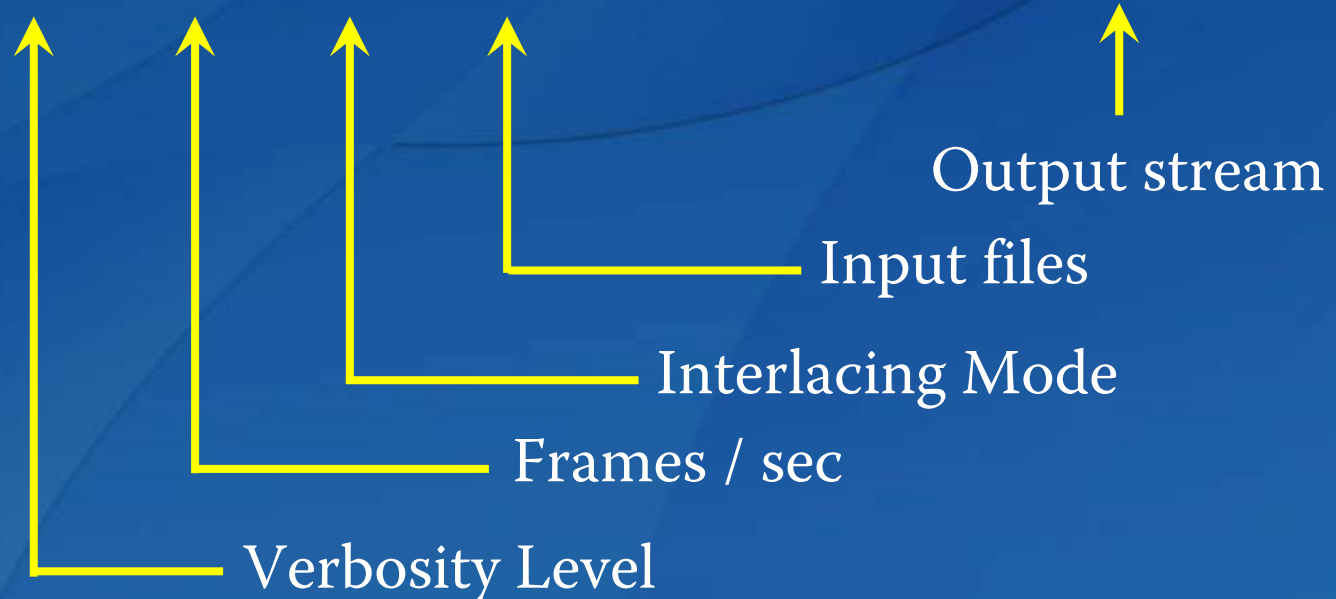 Output stream
Input files
Interlacing Mode
Frames / sec
Verbosity Level